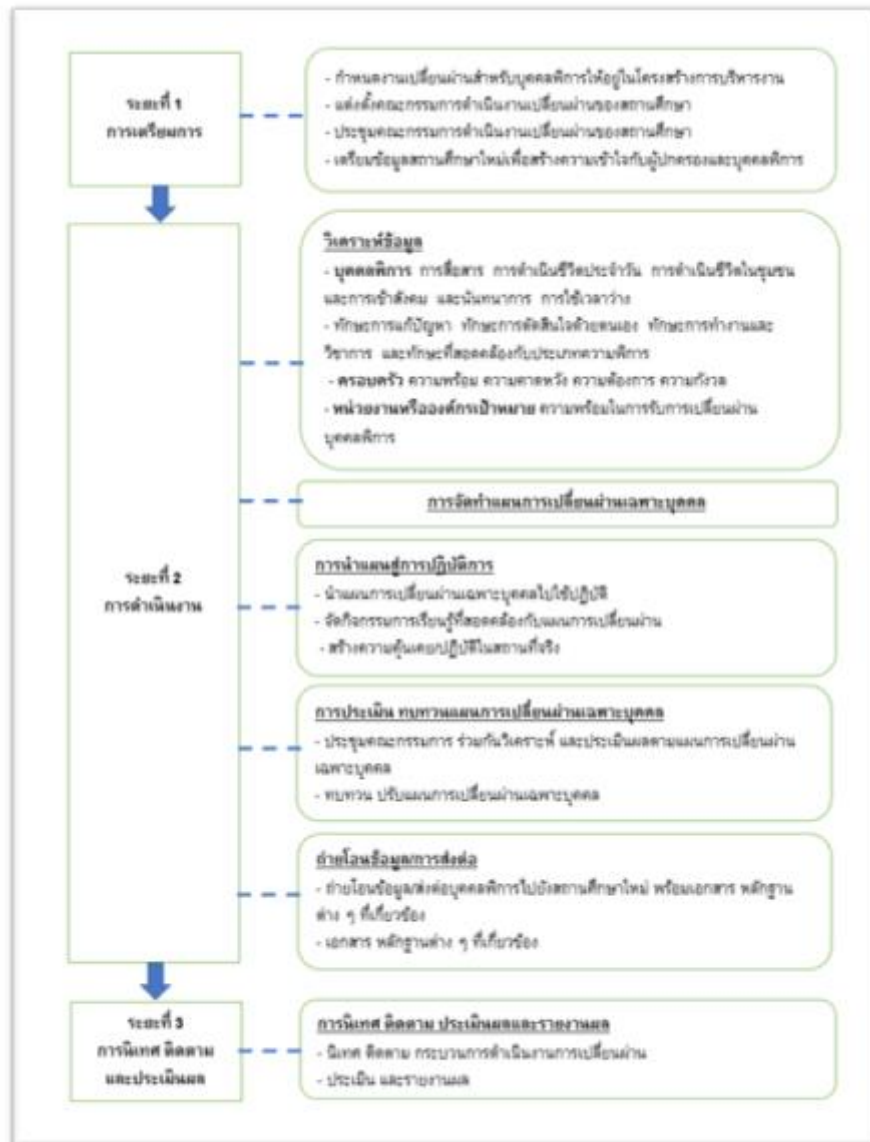 ระยะที่ 1
การเตรียมการ
- กำหนดงานเปลี่ยนผ่านสำหรับบุคคลพิการให้อยู่ในโครงสร้างการบริหารงาน
- แต่งตั้งคณะกรรมการดำเนินงานเปลี่ยนผ่านของสถานศึกษา
- ประชุมคณะกรรมการดำเนินงานเปลี่ยนผ่านของสถานศึกษา
- เตรียมข้อมูลสถานศึกษาใหม่เพื่อสร้างความเข้าใจกับผู้ปกครองและบุคคลพิการ
ระยะที่ 2
การดำเนินงาน
วิเคราะห์ข้อมูล
- บุคคลพิการ การสื่อสาร การดำเนินชีวิตประจำวัน การดำเนินชีวิตในชุมชน
และการเข้าสังคม และนันทนาการ การใช้เวลาว่าง
- ทักษะการแก้ปัญหา ทักษะการตัดสินใจด้วยตนเอง ทักษะการทำงานและ
วิชาการ และทักษะที่สอดคล้องกับประเภทความพิการ
- ครอบครัว ความพร้อม ความคาดหวัง ความต้องการ ความกังวล
- หน่วยงานหรือองค์กรเป้าหมาย ความพร้อมในการรับการเปลี่ยนผ่าน
บุคคลพิการ
การจัดทำแผนการเปลี่ยนผ่านเฉพาะบุคคล
การนำแผนสู่การปฏิบัติการ
- นำแผนการเปลี่ยนผ่านเฉพาะบุคคลไปใช้ปฏิบัติ
- จัดกิจกรรมการเรียนรู้ที่สอดคล้องกับแผนการเปลี่ยนผ่าน
- สร้างความคุ้นเคย/ปฏิบัติในสถานที่จริง
การประเมิน ทบทวนแผนการเปลี่ยนผ่านเฉพาะบุคคล
- ประชุมคณะกรรมการ ร่วมกันวิเคราะห์ และประเมินผลตามแผนการเปลี่ยนผ่าน
เฉพาะบุคคล
- ทบทวน ปรับแผนการเปลี่ยนผ่านเฉพาะบุคคล
ถ่ายโอนข้อมูล/การส่งต่อ
- ถ่ายโอนข้อมูล/ส่งต่อบุคคลพิการไปยังสถานศึกษาใหม่ พร้อมเอกสาร หลักฐาน
ต่าง ๆ ที่เกี่ยวข้อง
- เอกสาร หลักฐานต่าง ๆ ที่เกี่ยวข้อง
ระยะที่ 3
การนิเทศ ติดตาม
และประเมินผล
การนิเทศ ติดตาม ประเมินผลและรายงานผล
- นิเทศ ติดตาม กระบวนการดำเนินงานการเปลี่ยนผ่าน
- ประเมิน และรายงานผล